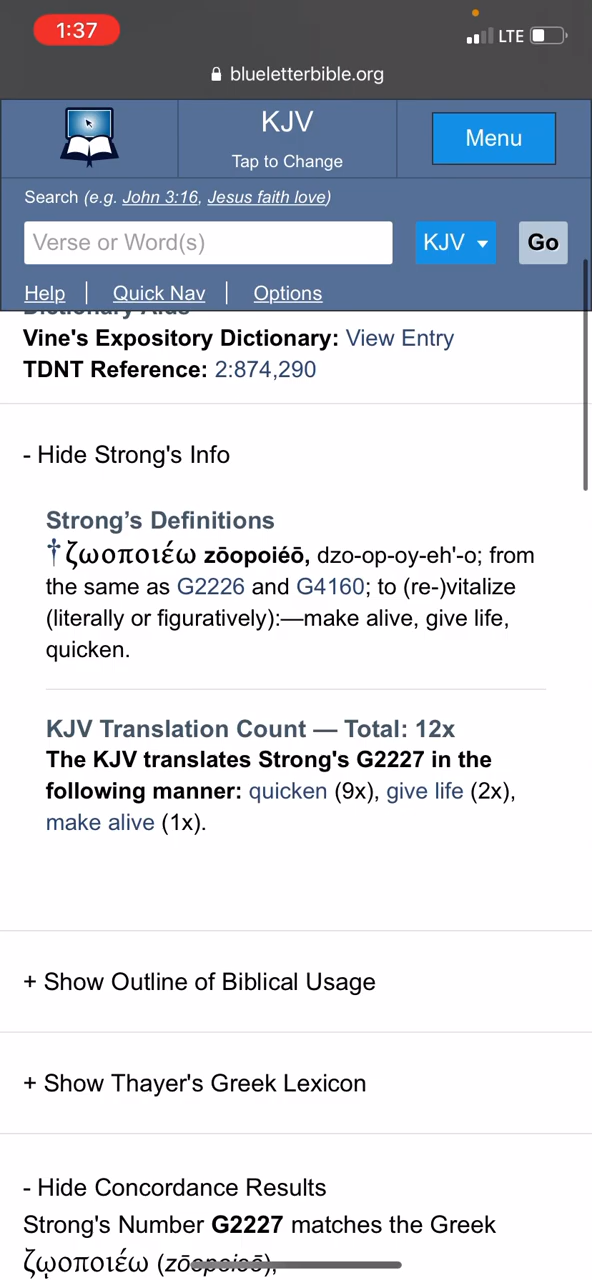 1:37
LTE
blueletterbible.org
KJV
Tap to Change
Menu
Search (e.g. John 3:16, Jesus faith love)
Verse or Word(s)
KJV
Go
Help | Quick Nav | Options
Dictionary Aids
Vine's Expository Dictionary: View Entry
TDNT Reference: 2:874,290
- Hide Strong's Info
Strong's Definitions
†ζωοποιέω zōopoiéō, dzo-op-oy-eh'-o; from
the same as G2226 and G4160; to (re-)vitalize
(literally or figuratively):—make alive, give life,
quicken.
KJV Translation Count — Total: 12x
The KJV translates Strong's G2227 in the
following manner: quicken (9x), give life (2x),
make alive (1x).
+ Show Outline of Biblical Usage
+ Show Thayer's Greek Lexicon
- Hide Concordance Results
Strong's Number G2227 matches the Greek
ζῳοποιέω (zōopoieō),